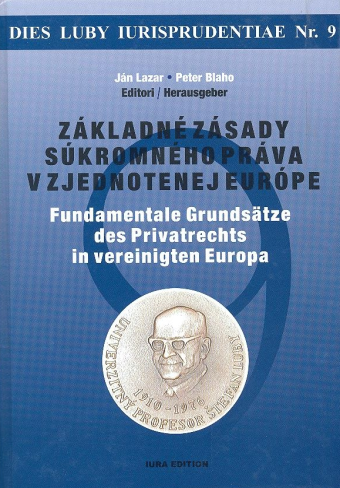 DIES LUBY IURISPRUDENTIAE Nr. 9
Ján Lazar • Peter Blaho
Editori / Herausgeber
ZÁKLADNÉ ZÁSADY
SÚKROMNÉHO PRÁVA
V ZJEDNOTENEJ EURÓPE
Fundamentale Grundsätze
des Privatrechts
in vereinigten Europa
9
UNIVERZITNÝ PROFESOR ŠTEFAN LUBY
1910 - 1976
IURA EDITION